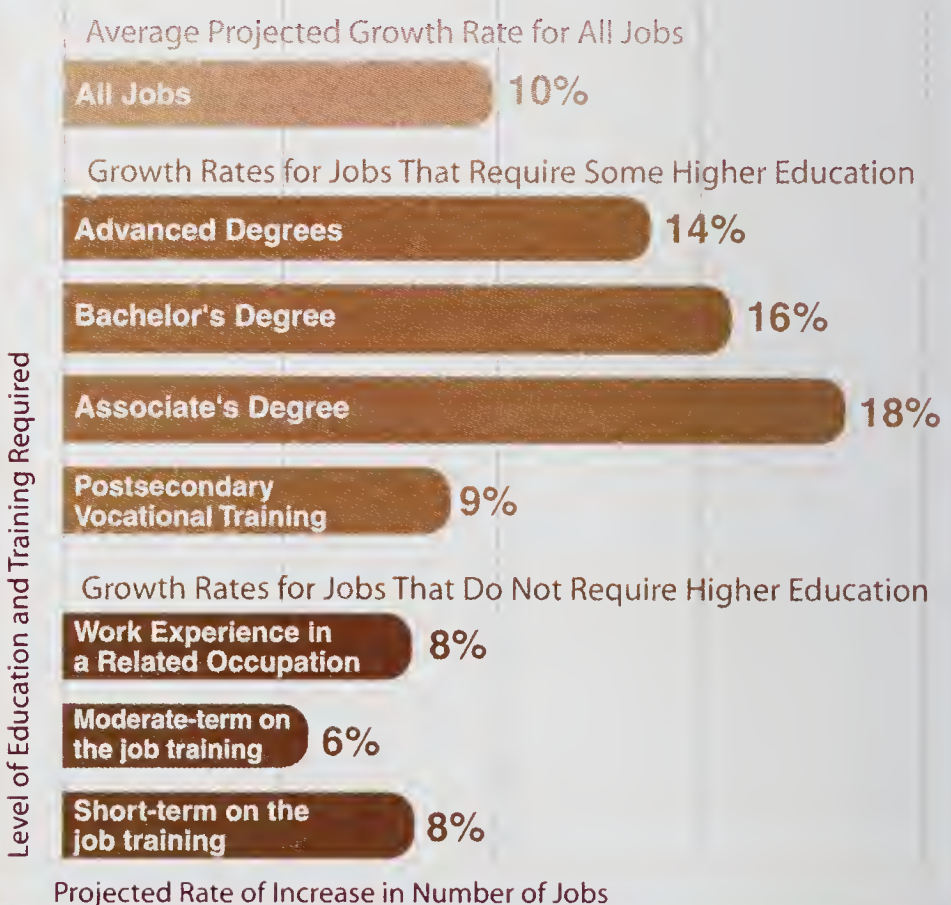 Average Projected Growth Rate for All Jobs
All Jobs
10%
Growth Rates for Jobs That Require Some Higher Education
Advanced Degrees
14%
Bachelor's Degree
16%
Associate's Degree
18%
Postsecondary
Vocational Training
9%
Growth Rates for Jobs That Do Not Require Higher Education
Work Experience in
a Related Occupation
8%
Moderate-term on
the job training
6%
Short-term on the
job training
8%
Level of Education and Training Required
Projected Rate of Increase in Number of Jobs